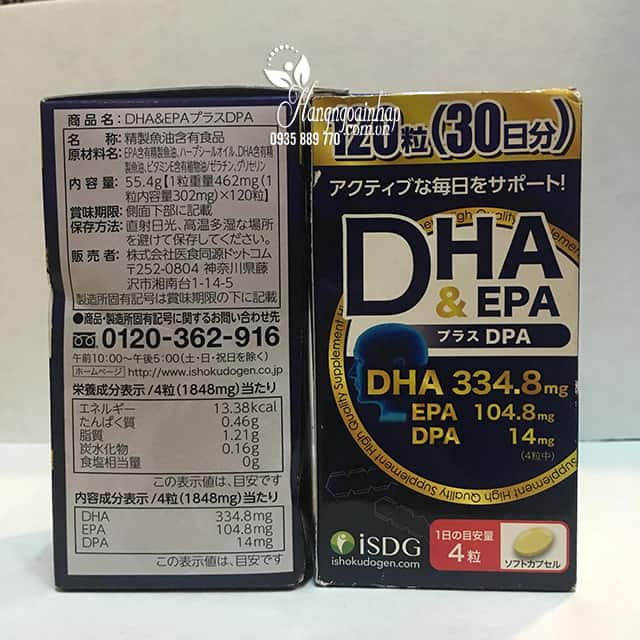 Hangngoainhap
.com.vn
0935 889 770
商品名:DHA&EPAプラスDPA
名称:精製魚油含有食品
原材料名:EPA含有精製魚油、ハープシールオイル、DHA含有精
製魚油、ビタミンE含有植物油/ゼラチン、グリセリン
内容量:55.4g【1粒重量462mg(1
粒内容量302mg)×120粒】
賞味期限:側面下部に記載
保存方法:直射日光、高温多湿な場所
を避けて保存してください。
販売者:株式会社医食同源ドットコム
〒252-0804 神奈川県藤
沢市湘南台1-14-5
製造所固有記号は賞味期限の下に記載
●商品・製造所固有記号に関するお問い合わせ先
0120-362-916
午前10:00〜午後5:00(土・日・祝日を除く)
ホームページ http://www.ishokudogen.co.jp
栄養成分表示/4粒(1848mg)当たり
エネルギー 13.38kcal
たんぱく質 0.46g
脂質 1.21g
炭水化物 0.16g
食塩相当量 0g
この表示値は、目安です
内容成分表示/4粒(1848mg)当たり
DHA 334.8mg
EPA 104.8mg
DPA 14mg
この表示値は、目安です
120粒(30日分)
アクティブな毎日をサポート!
DHA
& EPA
プラス DPA
DHA 334.8mg
EPA 104.8mg
DPA 14mg
(4粒中)
High Quality Supplement High Quality Supplement High Quality Supplement
iSDG
ishokudogen.com
1日の目安量
4粒
ソフトカプセル